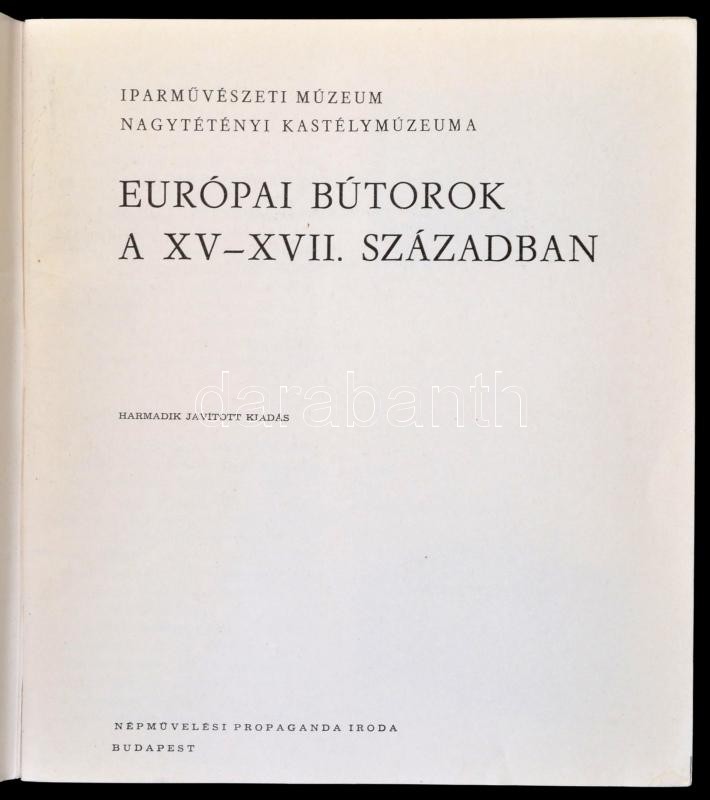 IPARMŰVÉSZETI MÚZEUM
NAGYTÉTÉNYI KASTÉLYMÚZEUMA
EURÓPAI BÚTOROK
A XV–XVII. SZÁZADBAN
darabanth
HARMADIK JAVÍTOTT KIADÁS
NÉPMŰVELÉSI PROPAGANDA IRODA
BUDAPEST